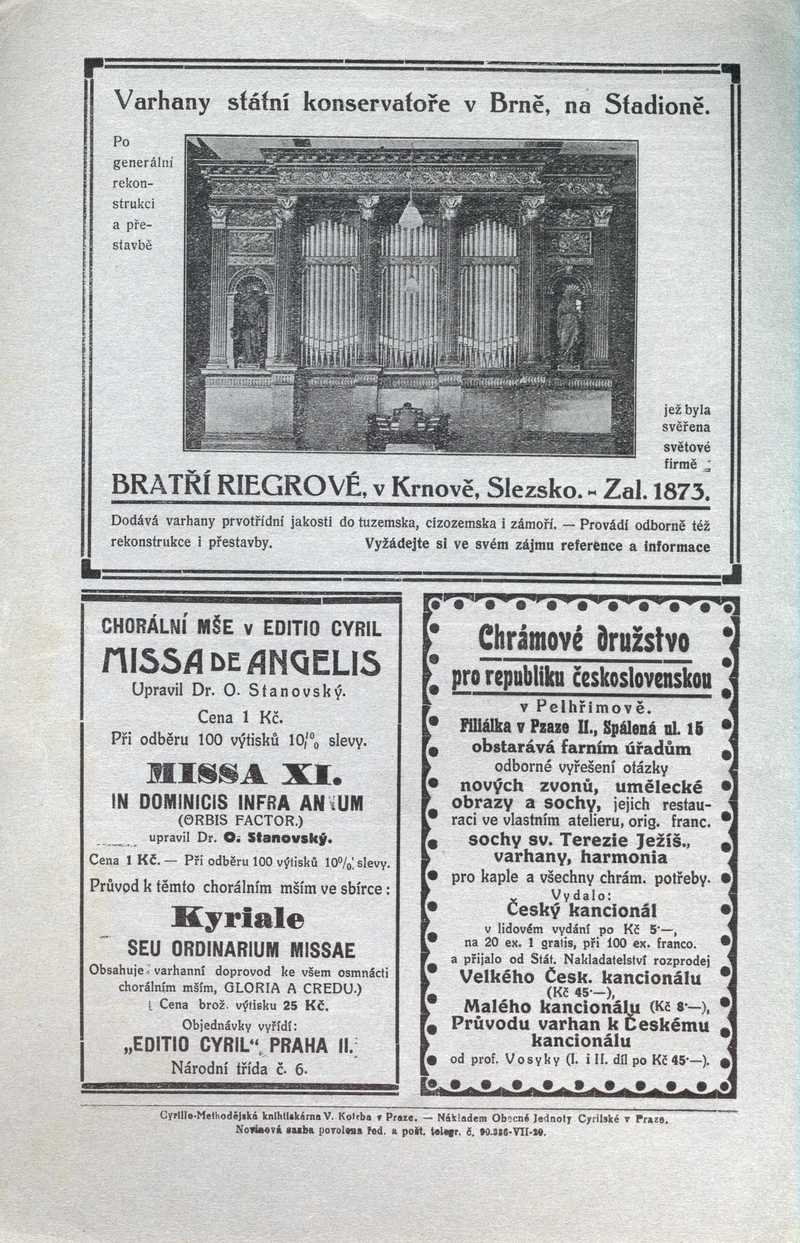 Varhany státní konservatoře v Brně, na Stadioně.
Po
generální
rekon-
strukci
a pře-
stavbě
jež byla
svěřena
světové
firmě :
BRATŘÍ RIEGROVÉ, v Krnově, Slezsko. - Zal. 1873.
Dodává varhany prvotřídní jakosti do tuzemska, cizozemska i zámoří. — Provádí odborně též
rekonstrukce i přestavby. Vyžádejte si ve svém zájmu reference a informace
CHORÁLNÍ MŠE v EDITIO CYRIL
MISSA DE ANGELIS
Upravil Dr. O. Stanovský.
Cena 1 Kč.
Při odběru 100 výtisků 10% slevy.
MISSA XI.
IN DOMINICIS INFRA ANNUM
(ORBIS FACTOR.)
upravil Dr. O. Stanovský.
Cena 1 Kč. — Při odběru 100 výtisků 10% slevy.
Průvod k těmto chorálním mším ve sbírce :
Kyriale
SEU ORDINARIUM MISSAE
Obsahuje varhanní doprovod ke všem osmnácti
chorálním mším, GLORIA A CREDU.)
Cena brož. výtisku 25 Kč.
Objednávky vyřídí:
„EDITIO CYRIL“, PRAHA II.
Národní třída č. 6.
Chrámové družstvo
pro republiku československou
v Pelhřimově.
Filiálka v Pzaze II., Spálená ul. 15
obstarává farním úřadům
odborné vyřešení otázky
nových zvonů, umělecké
obrazy a sochy, jejich restau-
raci ve vlastním atelieru, orig. franc.
sochy sv. Terezie Ježíš.,
varhany, harmonia
pro kaple a všechny chrám. potřeby.
Vydalo:
Český kancionál
v lidovém vydání po Kč 5·—,
na 20 ex. 1 gratis, při 100 ex. franco.
a přijalo od Stát. Nakladatelství rozprodej
Velkého Česk. kancionálu
(Kč 45·—),
Malého kancionálu (Kč 8·—),
Průvodu varhan k Českému
kancionálu
od prof. Vosyky (I. i II. díl po Kč 45·—).
Cyrillo-Methodějská knihtiskárna V. Kotrba v Praze. — Nákladem Obecné Jednoty Cyrilské v Praze.
Novinová sazba povolena řed. a pošt. telegr. č. 90.336-VII-29.